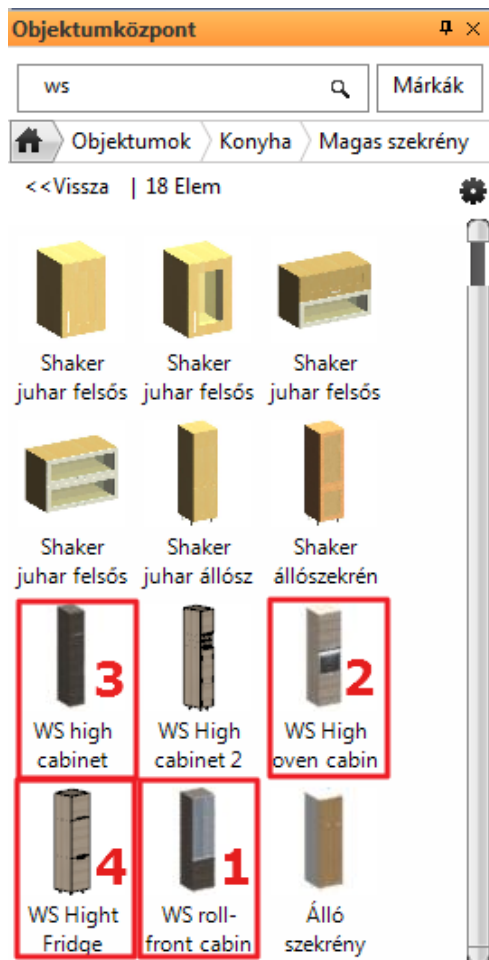 Objektumközpont
ws
Márkák
Objektumok Konyha Magas szekrény
<<Vissza | 18 Elem
Shaker juhar felsős
Shaker juhar felsős
Shaker juhar felsős
Shaker juhar felsős
Shaker juhar állósz
Shaker állószekrén
3
WS high cabinet
WS High cabinet 2
2
WS High oven cabin
4
WS Hight Fridge
1
WS roll-front cabin
Álló szekrény